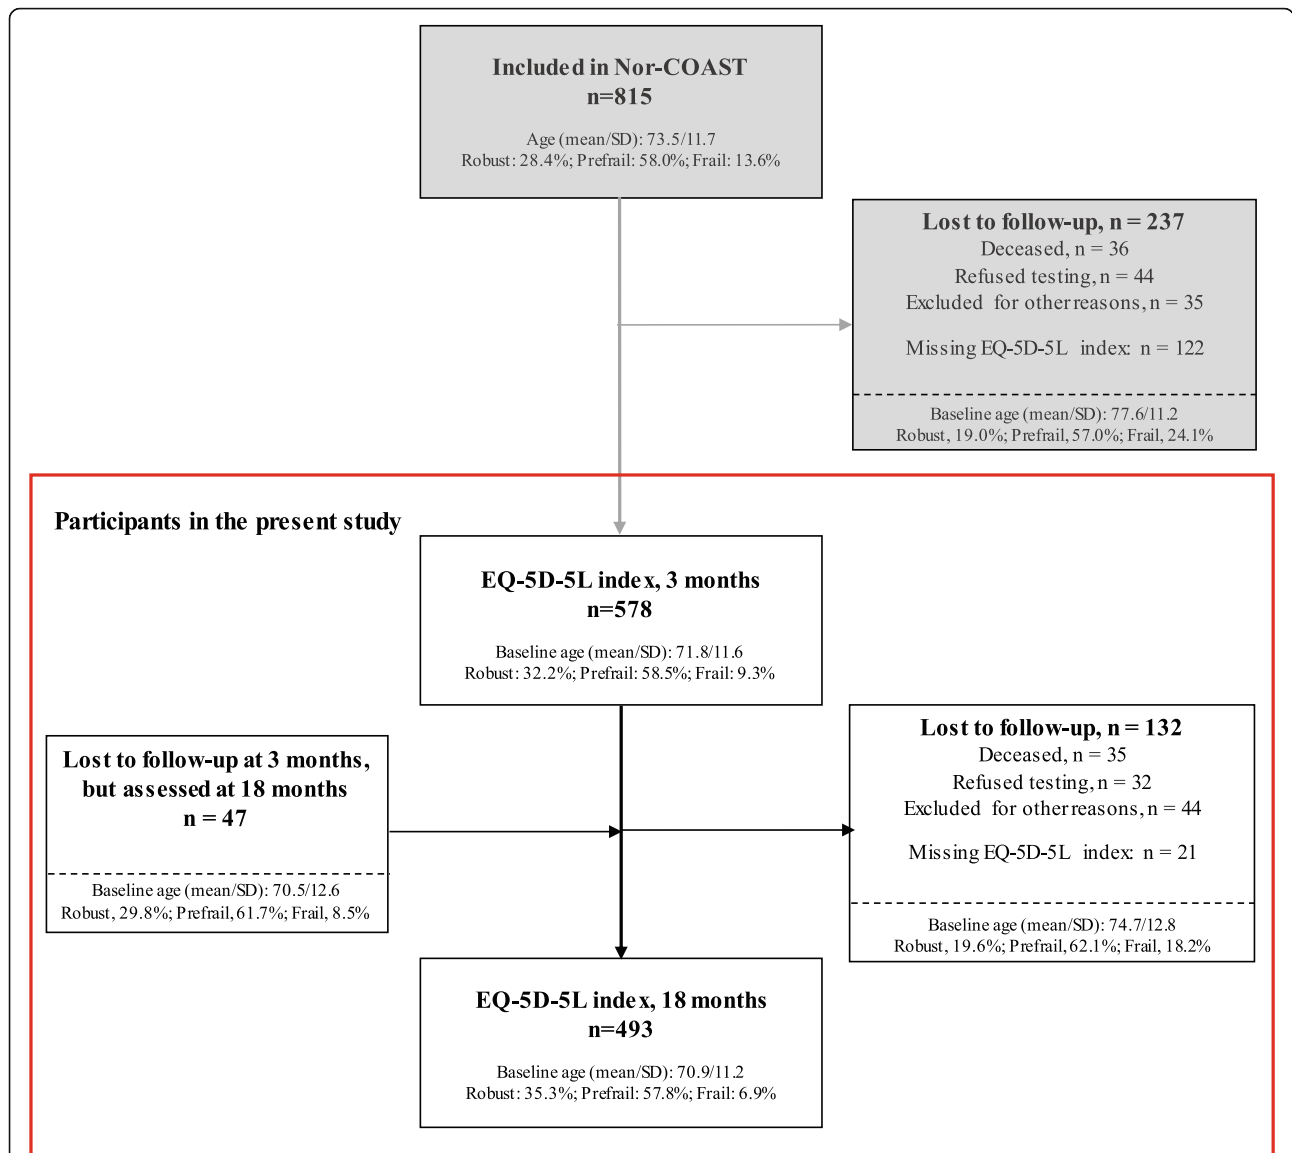 Included in Nor-COAST
n=815
Age (mean/SD): 73.5/11.7
Robust: 28.4%; Prefrail: 58.0%; Frail: 13.6%
Lost to follow-up, n = 237
Deceased, n = 36
Refused testing, n = 44
Excluded for other reasons, n = 35
Missing EQ-5D-5L index: n = 122
Baseline age (mean/SD): 77.6/11.2
Robust, 19.0%; Prefrail, 57.0%; Frail, 24.1%
Participants in the present study
EQ-5D-5L index, 3 months
n=578
Baseline age (mean/SD): 71.8/11.6
Robust: 32.2%; Prefrail: 58.5%; Frail: 9.3%
Lost to follow-up at 3 months,
but assessed at 18 months
n = 47
Baseline age (mean/SD): 70.5/12.6
Robust, 29.8%; Prefrail, 61.7%; Frail, 8.5%
Lost to follow-up, n = 132
Deceased, n = 35
Refused testing, n = 32
Excluded for other reasons, n = 44
Missing EQ-5D-5L index: n = 21
Baseline age (mean/SD): 74.7/12.8
Robust, 19.6%; Prefrail, 62.1%; Frail, 18.2%
EQ-5D-5L index, 18 months
n=493
Baseline age (mean/SD): 70.9/11.2
Robust: 35.3%; Prefrail: 57.8%; Frail: 6.9%